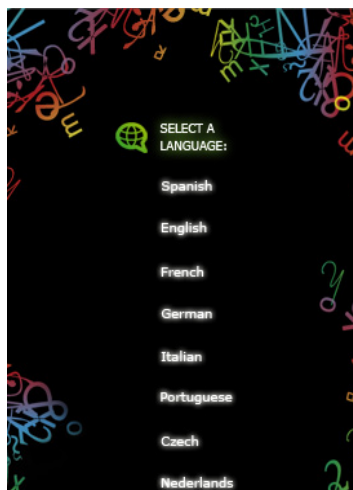 SELECT A
LANGUAGE:
Spanish
English
French
German
Italian
Portuguese
Czech
Nederlands